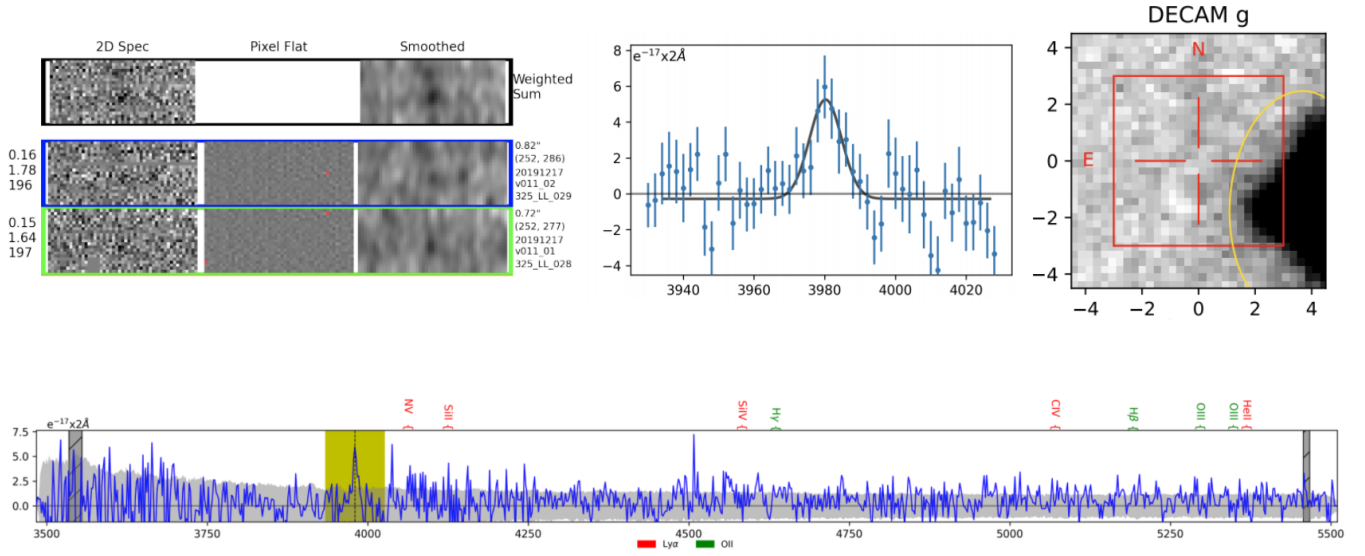 2D Spec Pixel Flat Smoothed
Weighted
Sum
0.16
1.78
196
0.82"
(252, 286)
20191217
v011_02
325_LL_029
0.15
1.64
197
0.72"
(252, 277)
20191217
v011_01
325_LL_028
e⁻¹⁷x2Å
8
6
4
2
0
−2
−4
3940 3960 3980 4000 4020
DECAM g
N
E
4
2
0
−2
−4
−4 −2 0 2 4
NV SiII SiIV Hγ CIV Hβ OIII OIII HeII
e⁻¹⁷x2Å
7.5
5.0
2.5
0.0
3500 3750 4000 4250 4500 4750 5000 5250 5500
Lyα OII